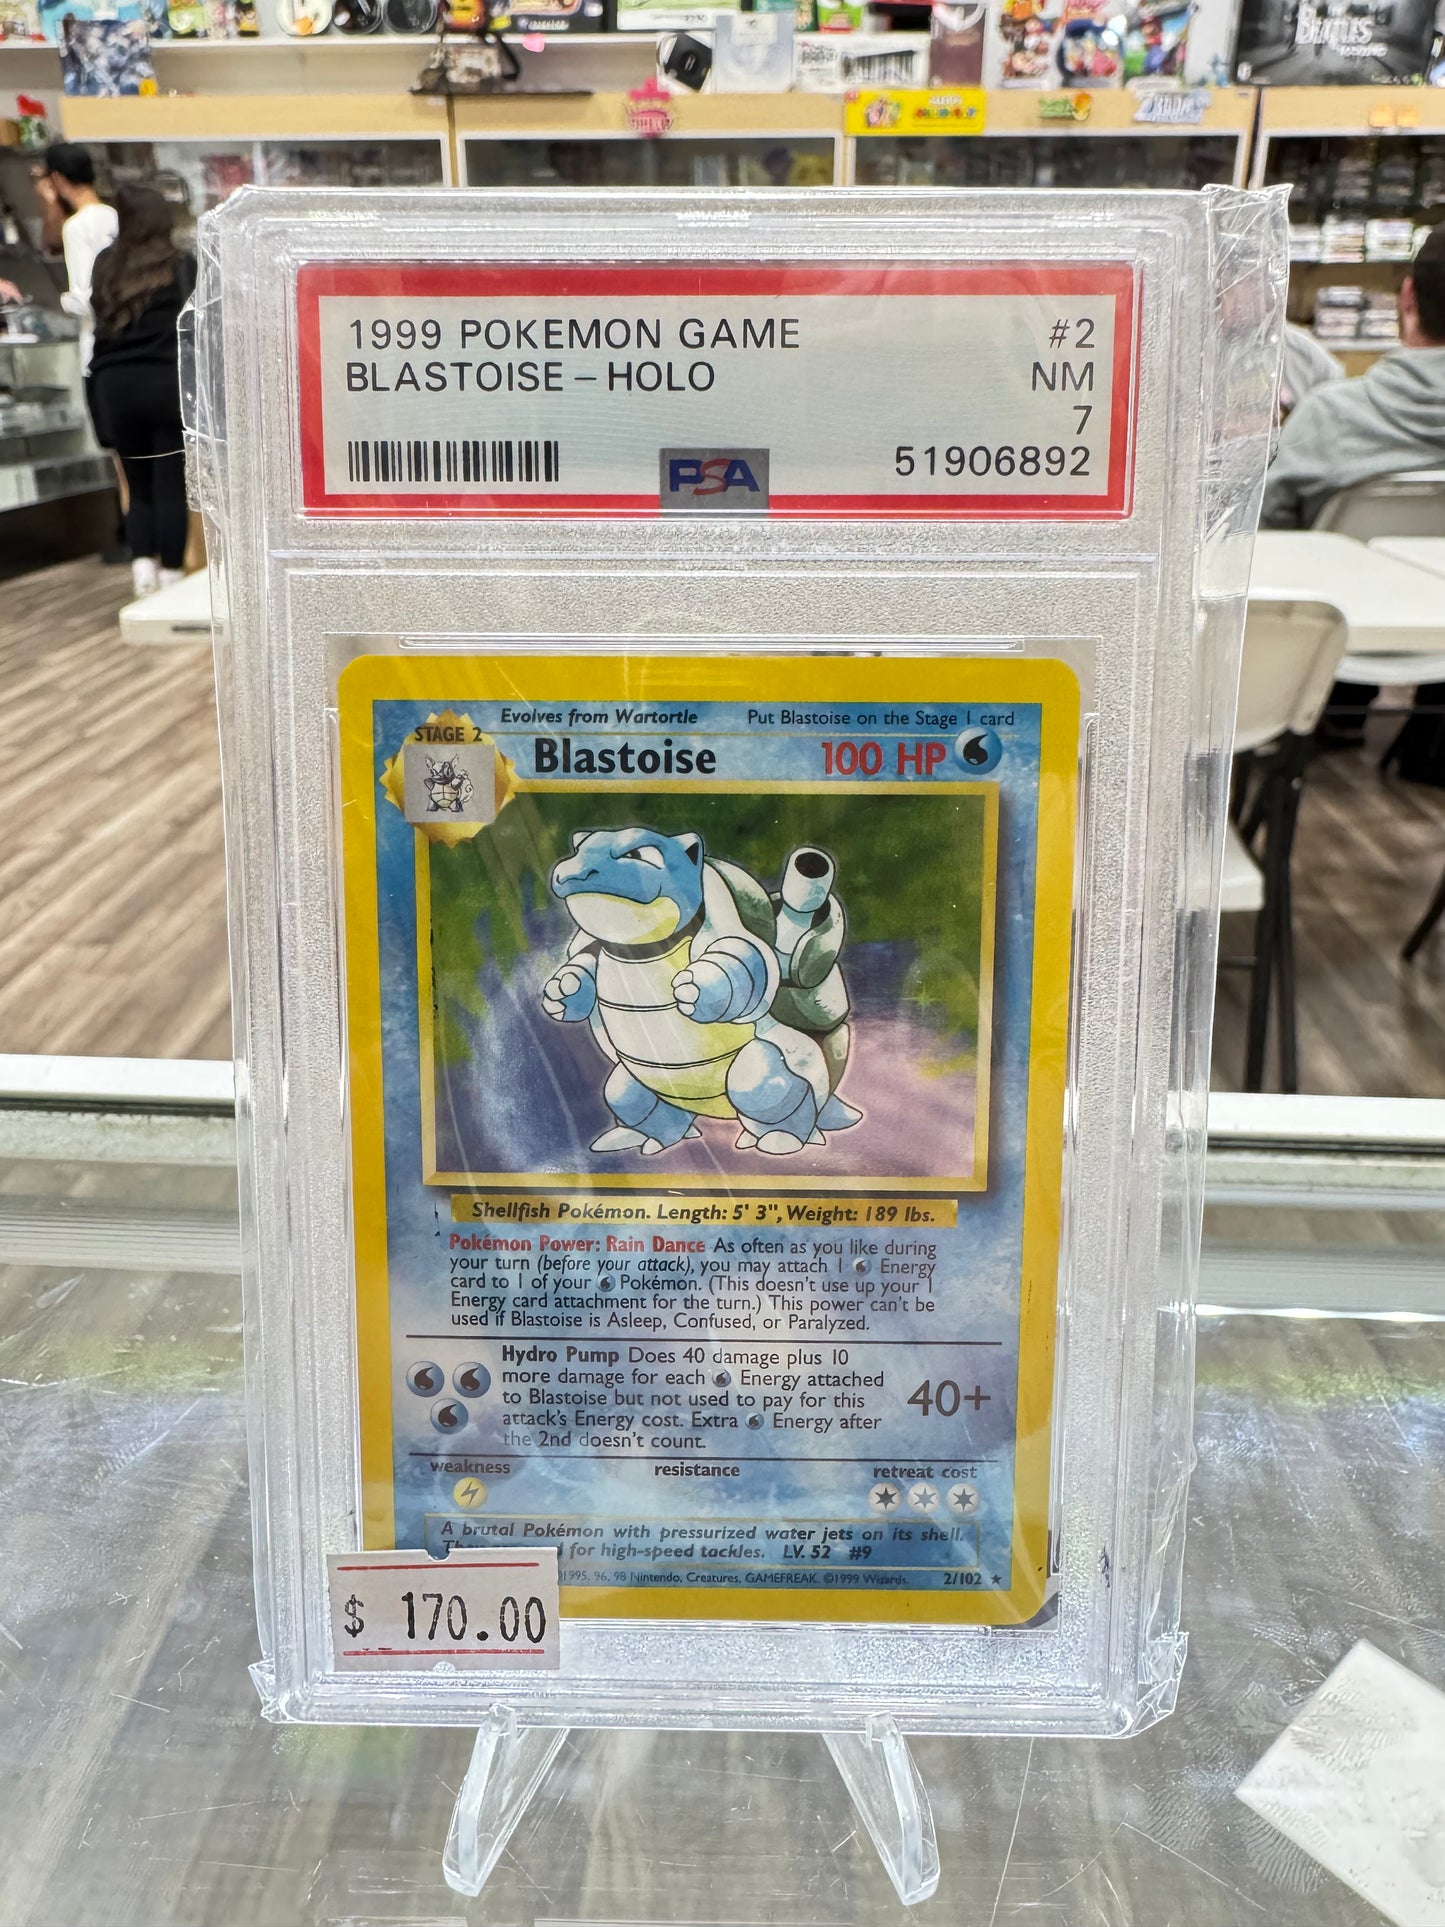 1999 POKEMON GAME #2
BLASTOISE – HOLO NM
7
PSA 51906892
Evolves from Wartortle Put Blastoise on the Stage 1 card
STAGE 2
Blastoise 100 HP
Shellfish Pokémon. Length: 5' 3", Weight: 189 lbs.
Pokémon Power: Rain Dance As often as you like during
your turn (before your attack), you may attach 1 Energy
card to 1 of your Pokémon. (This doesn't use up your 1
Energy card attachment for the turn.) This power can't be
used if Blastoise is Asleep, Confused, or Paralyzed.
Hydro Pump Does 40 damage plus 10
more damage for each Energy attached
to Blastoise but not used to pay for this
attack's Energy cost. Extra Energy after
the 2nd doesn't count.
40+
weakness resistance retreat cost
A brutal Pokémon with pressurized water jets on its shell.
for high-speed tackles. LV. 52 #9
1995, 96, 98 Nintendo, Creatures, GAMEFREAK. ©1999 Wizards. 2/102 ★
$ 170.00